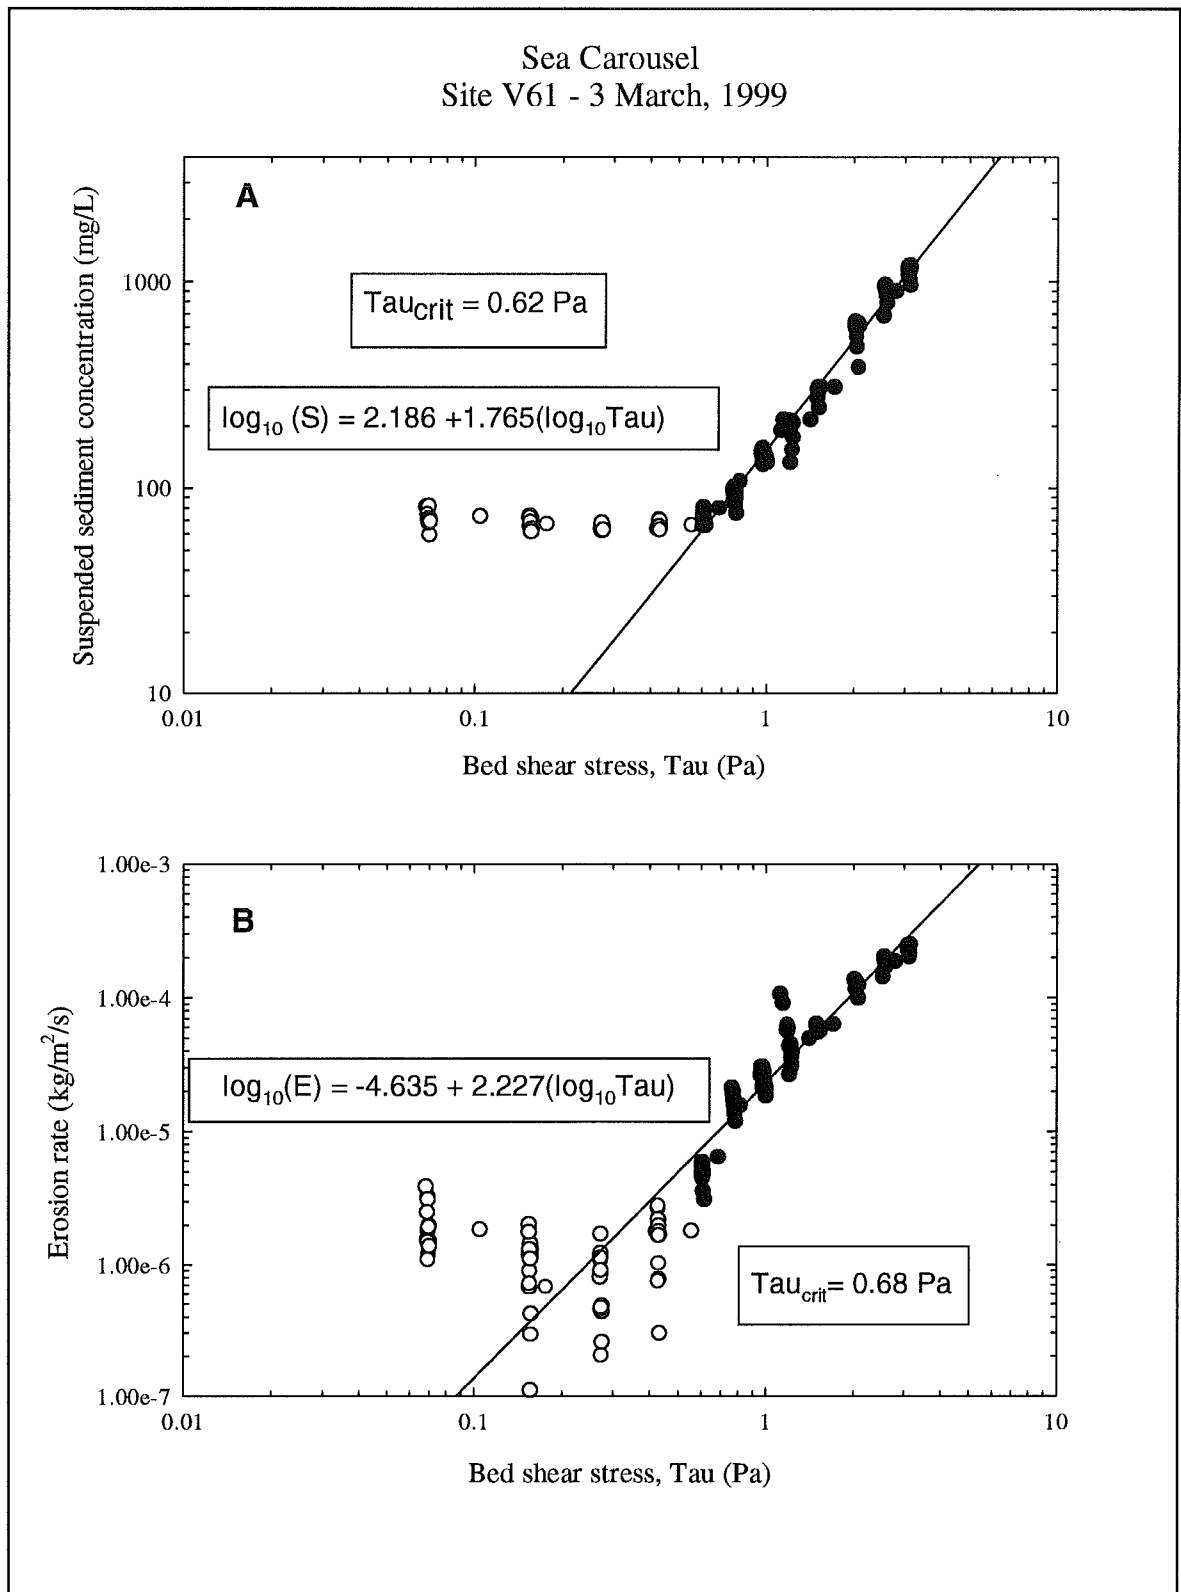 Sea Carousel
Site V61 - 3 March, 1999
A
Suspended sediment concentration (mg/L)
1000
100
10
Taucrit = 0.62 Pa
log10 (S) = 2.186 +1.765(log10Tau)
0.01 0.1 1 10
Bed shear stress, Tau (Pa)
B
Erosion rate (kg/m²/s)
1.00e-3
1.00e-4
1.00e-5
1.00e-6
1.00e-7
log10(E) = -4.635 + 2.227(log10Tau)
Taucrit= 0.68 Pa
0.01 0.1 1 10
Bed shear stress, Tau (Pa)